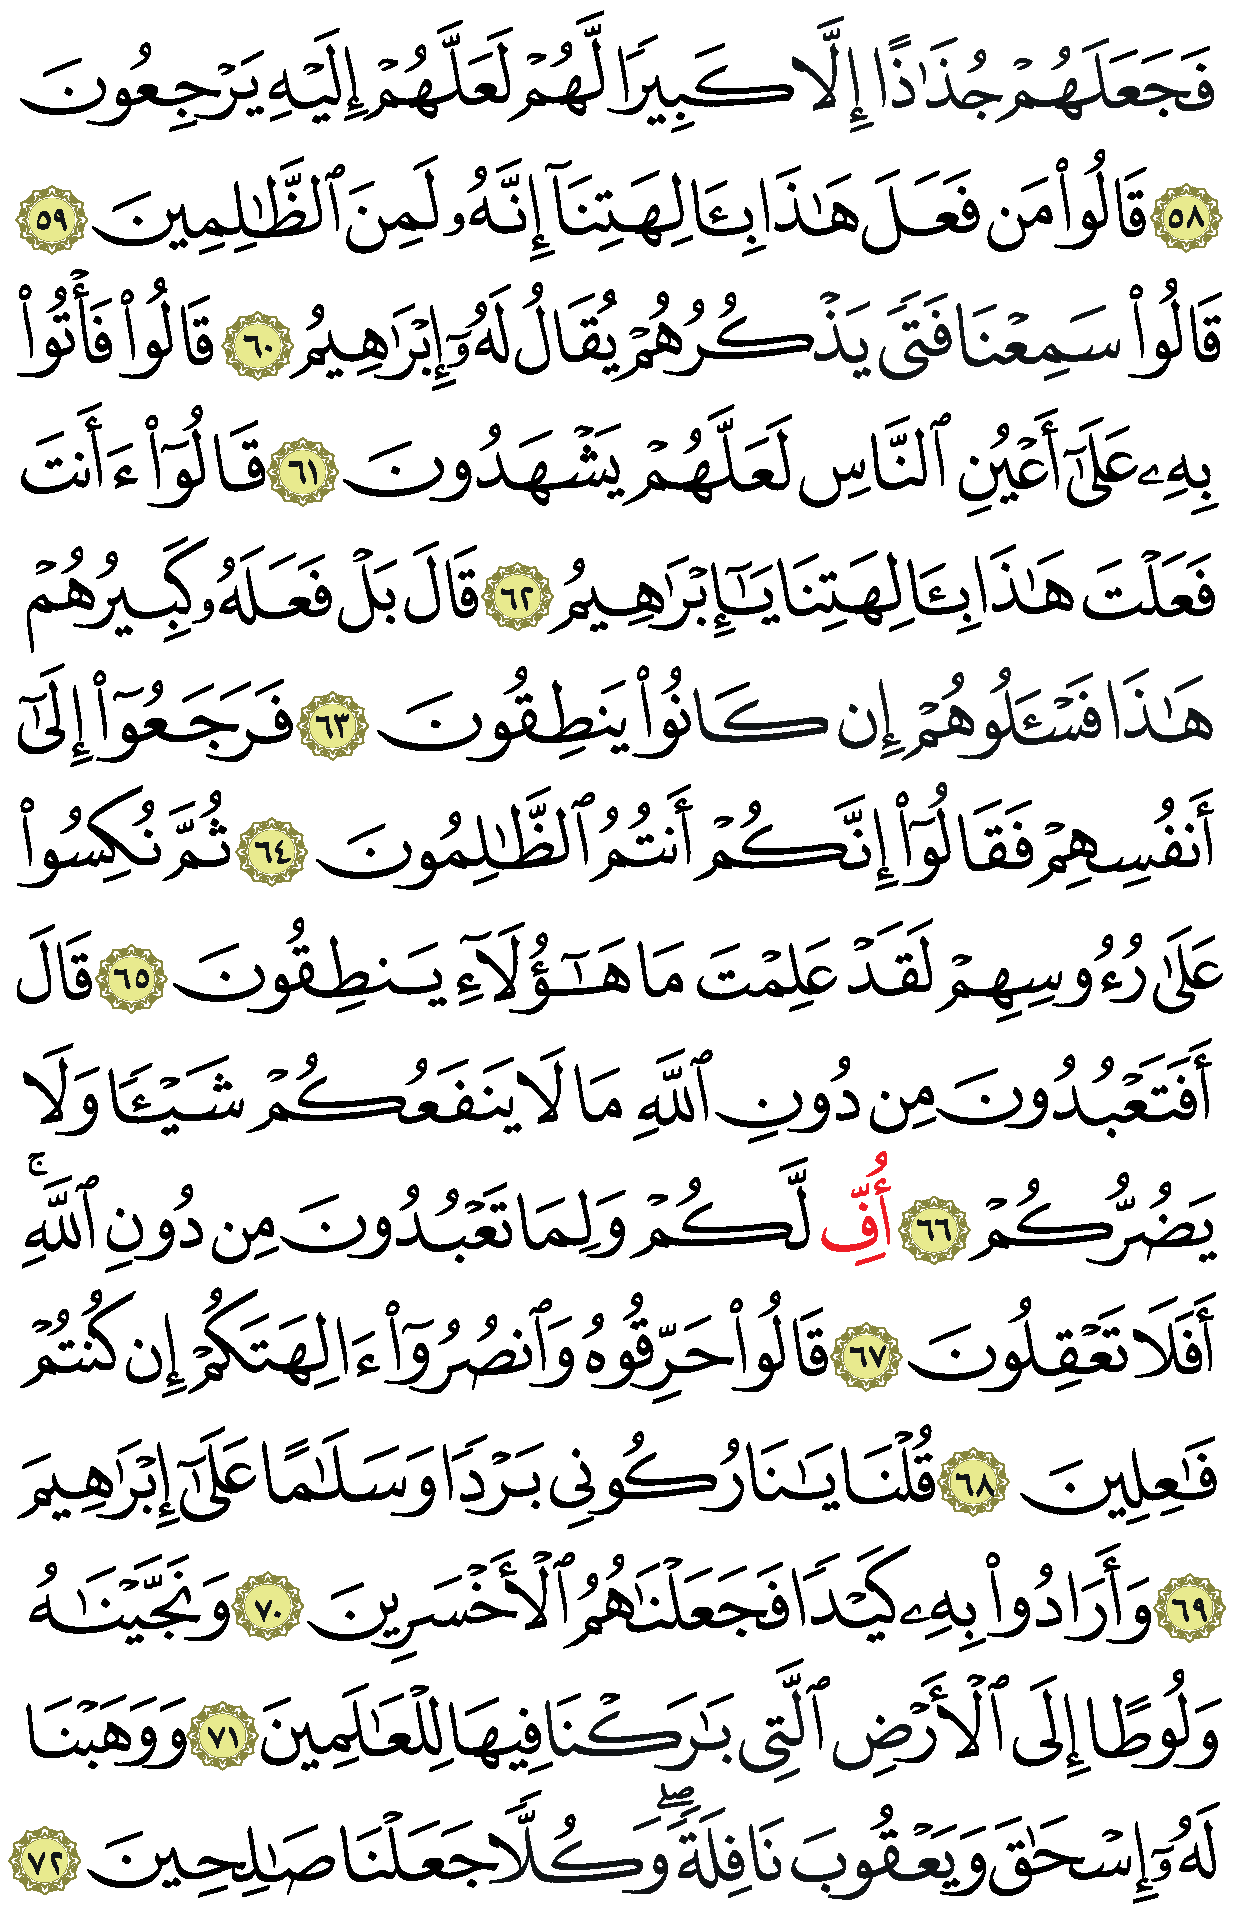 فَجَعَلَهُمْ جُذَٰذًا إِلَّا كَبِيرًا لَّهُمْ لَعَلَّهُمْ إِلَيْهِ يَرْجِعُونَ
٥٨ قَالُوا۟ مَن فَعَلَ هَٰذَا بِـَٔالِهَتِنَآ إِنَّهُۥ لَمِنَ ٱلظَّٰلِمِينَ ٥٩
قَالُوا۟ سَمِعْنَا فَتًى يَذْكُرُهُمْ يُقَالُ لَهُۥٓ إِبْرَٰهِيمُ ٦٠ قَالُوا۟ فَأْتُوا۟
بِهِۦ عَلَىٰٓ أَعْيُنِ ٱلنَّاسِ لَعَلَّهُمْ يَشْهَدُونَ ٦١ قَالُوٓا۟ ءَأَنتَ
فَعَلْتَ هَٰذَا بِـَٔالِهَتِنَا يَٰٓإِبْرَٰهِيمُ ٦٢ قَالَ بَلْ فَعَلَهُۥ كَبِيرُهُمْ
هَٰذَا فَسْـَٔلُوهُمْ إِن كَانُوا۟ يَنطِقُونَ ٦٣ فَرَجَعُوٓا۟ إِلَىٰٓ
أَنفُسِهِمْ فَقَالُوٓا۟ إِنَّكُمْ أَنتُمُ ٱلظَّٰلِمُونَ ٦٤ ثُمَّ نُكِسُوا۟
عَلَىٰ رُءُوسِهِمْ لَقَدْ عَلِمْتَ مَا هَٰٓؤُلَآءِ يَنطِقُونَ ٦٥ قَالَ
أَفَتَعْبُدُونَ مِن دُونِ ٱللَّهِ مَا لَا يَنفَعُكُمْ شَيْـًٔا وَلَا
يَضُرُّكُمْ ٦٦ أُفٍّ لَّكُمْ وَلِمَا تَعْبُدُونَ مِن دُونِ ٱللَّهِ ۚ
أَفَلَا تَعْقِلُونَ ٦٧ قَالُوا۟ حَرِّقُوهُ وَٱنصُرُوٓا۟ ءَالِهَتَكُمْ إِن كُنتُمْ
فَٰعِلِينَ ٦٨ قُلْنَا يَٰنَارُ كُونِى بَرْدًا وَسَلَٰمًا عَلَىٰٓ إِبْرَٰهِيمَ
٦٩ وَأَرَادُوا۟ بِهِۦ كَيْدًا فَجَعَلْنَٰهُمُ ٱلْأَخْسَرِينَ ٧٠ وَنَجَّيْنَٰهُ
وَلُوطًا إِلَى ٱلْأَرْضِ ٱلَّتِى بَٰرَكْنَا فِيهَا لِلْعَٰلَمِينَ ٧١ وَوَهَبْنَا
لَهُۥٓ إِسْحَٰقَ وَيَعْقُوبَ نَافِلَةً ۖ وَكُلًّا جَعَلْنَا صَٰلِحِينَ ٧٢